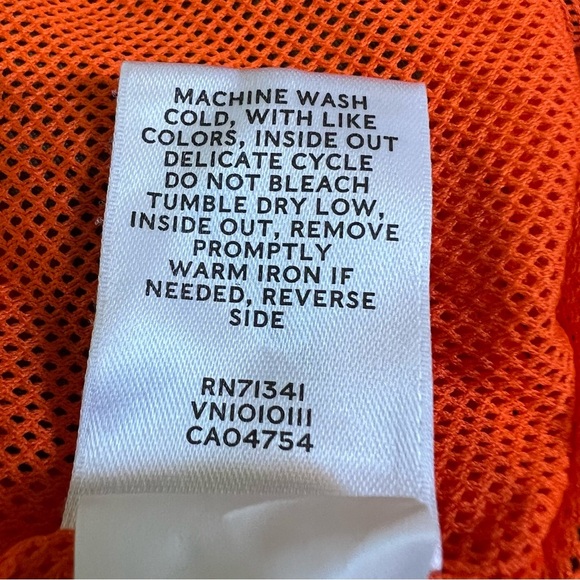 MACHINE WASH
COLD, WITH LIKE
COLORS, INSIDE OUT
DELICATE CYCLE
DO NOT BLEACH
TUMBLE DRY LOW,
INSIDE OUT, REMOVE
PROMPTLY
WARM IRON IF
NEEDED, REVERSE
SIDE
RN71341
VN1010111
CA04754